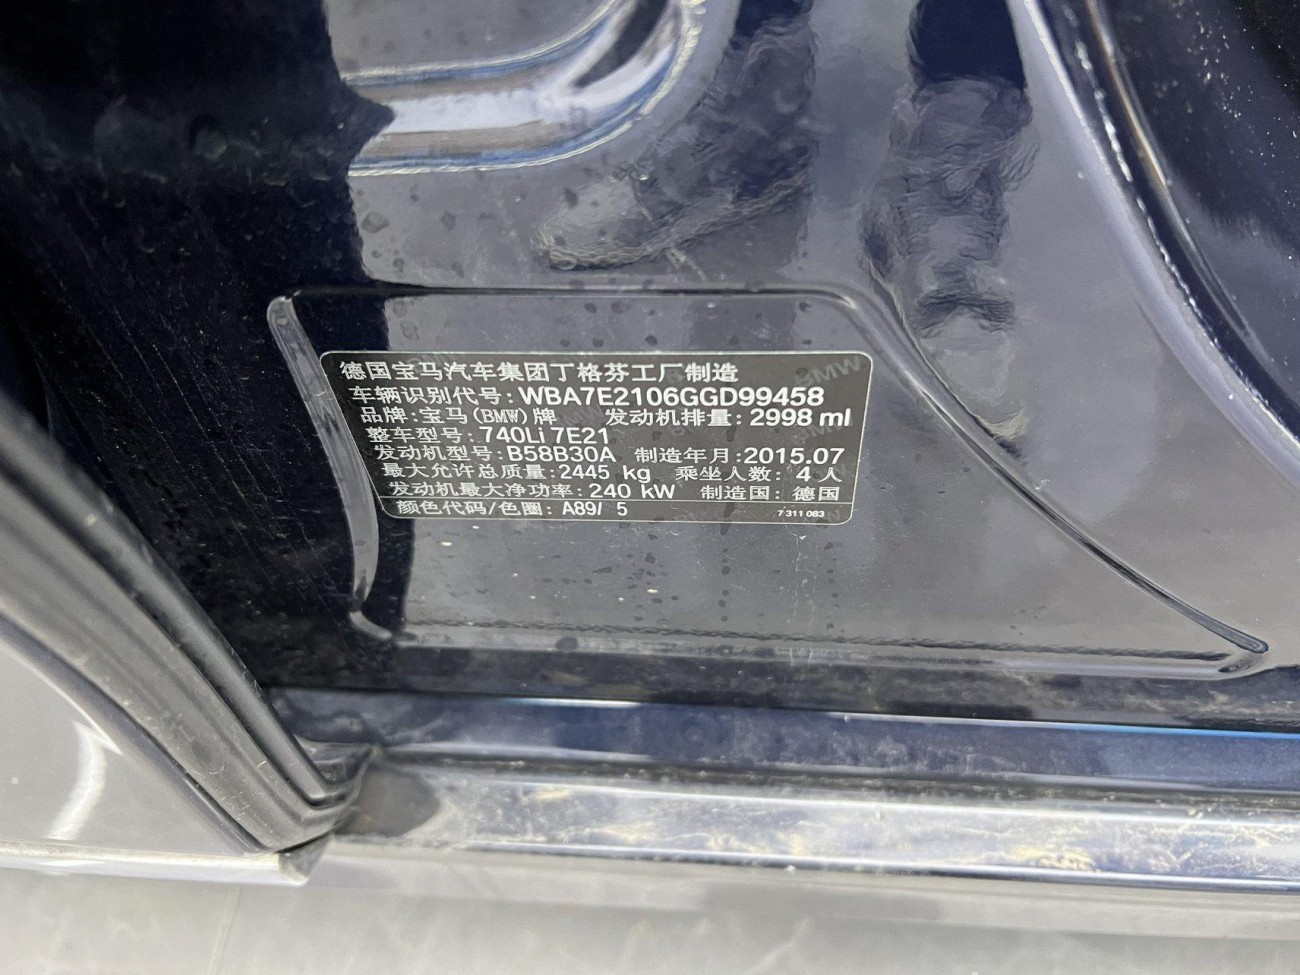 德国宝马汽车集团丁格芬工厂制造
车辆识别代号:WBA7E2106GGD99458
品牌:宝马(BMW)牌 发动机排量:2998 ml
整车型号:740Li 7E21
发动机型号:B58B30A 制造年月:2015.07
最大允许总质量:2445 kg 乘坐人数: 4 人
发动机最大净功率:240 kW 制造国: 德国
颜色代码/色圈: A89/ 5 7 311 083